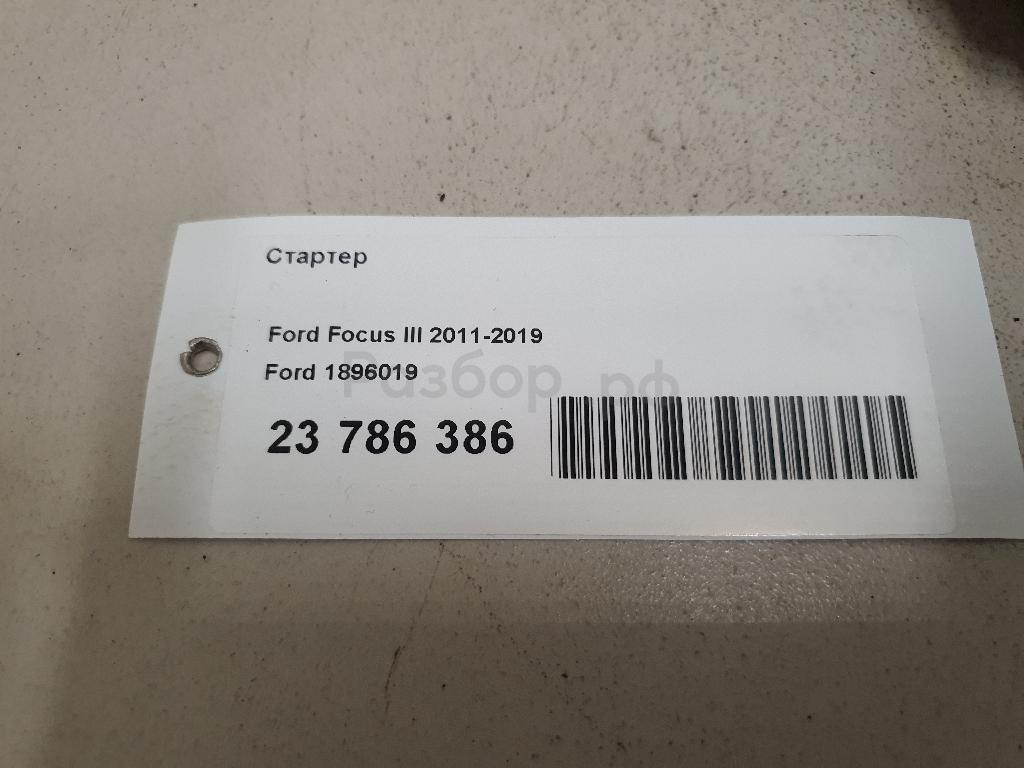 Стартер
Ford Focus III 2011-2019
Ford 1896019
Разбор.рф
23 786 386